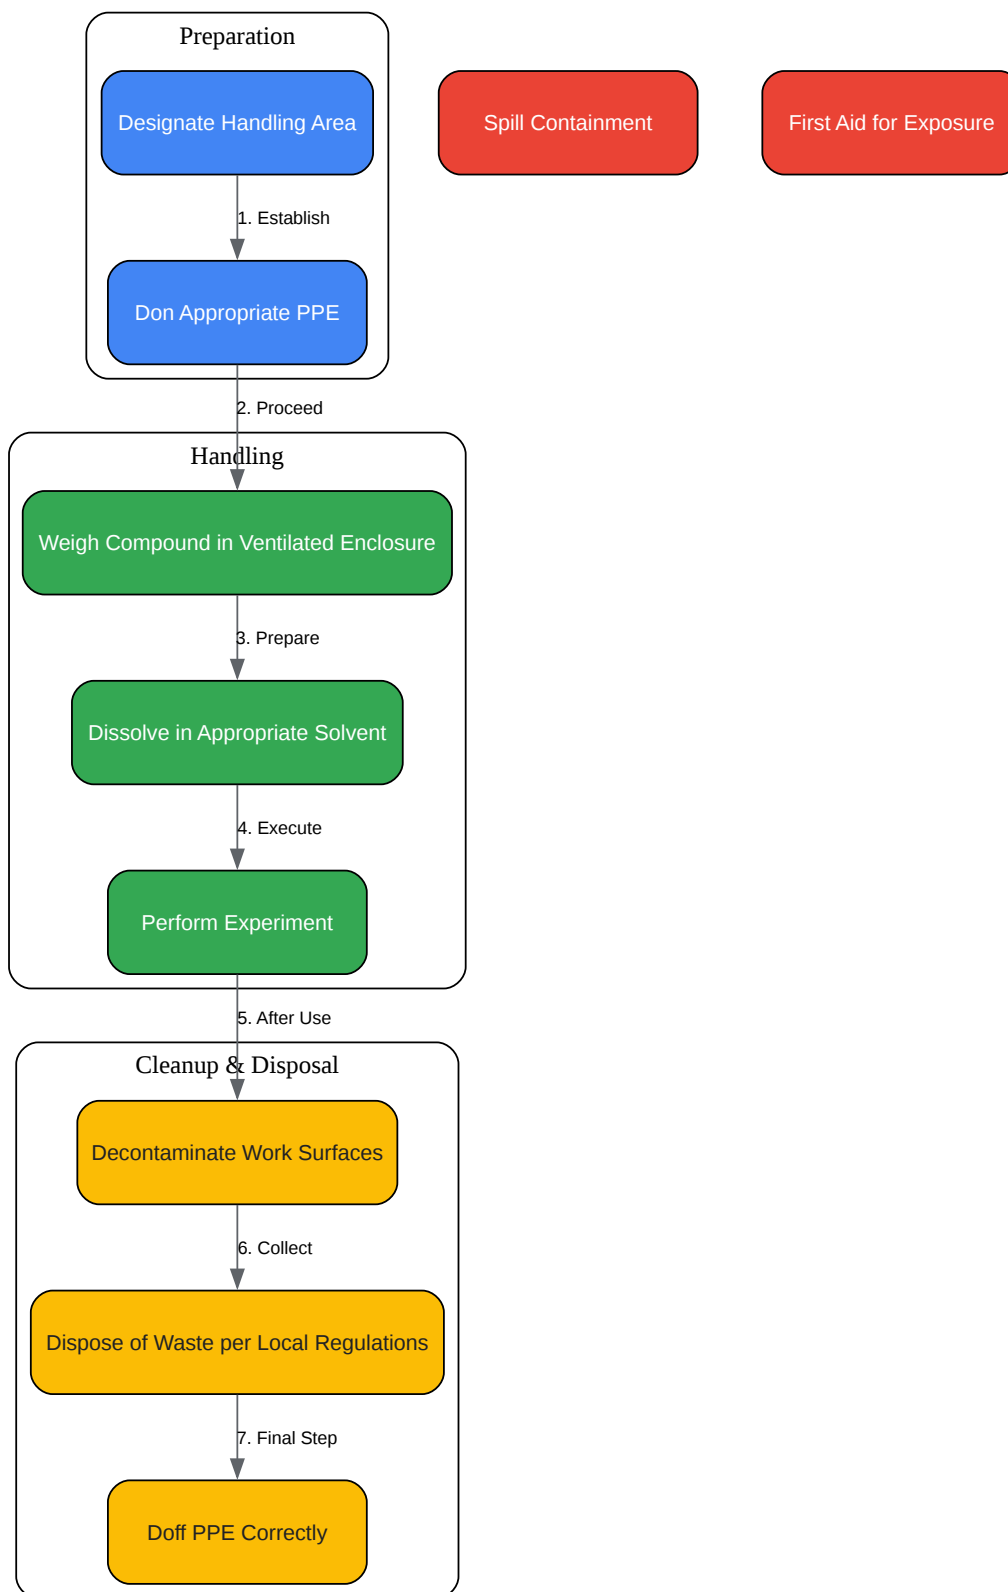 Preparation
Designate Handling Area
Spill Containment
First Aid for Exposure
1. Establish
Don Appropriate PPE
2. Proceed
Handling
Weigh Compound in Ventilated Enclosure
3. Prepare
Dissolve in Appropriate Solvent
4. Execute
Perform Experiment
5. After Use
Cleanup & Disposal
Decontaminate Work Surfaces
6. Collect
Dispose of Waste per Local Regulations
7. Final Step
Doff PPE Correctly